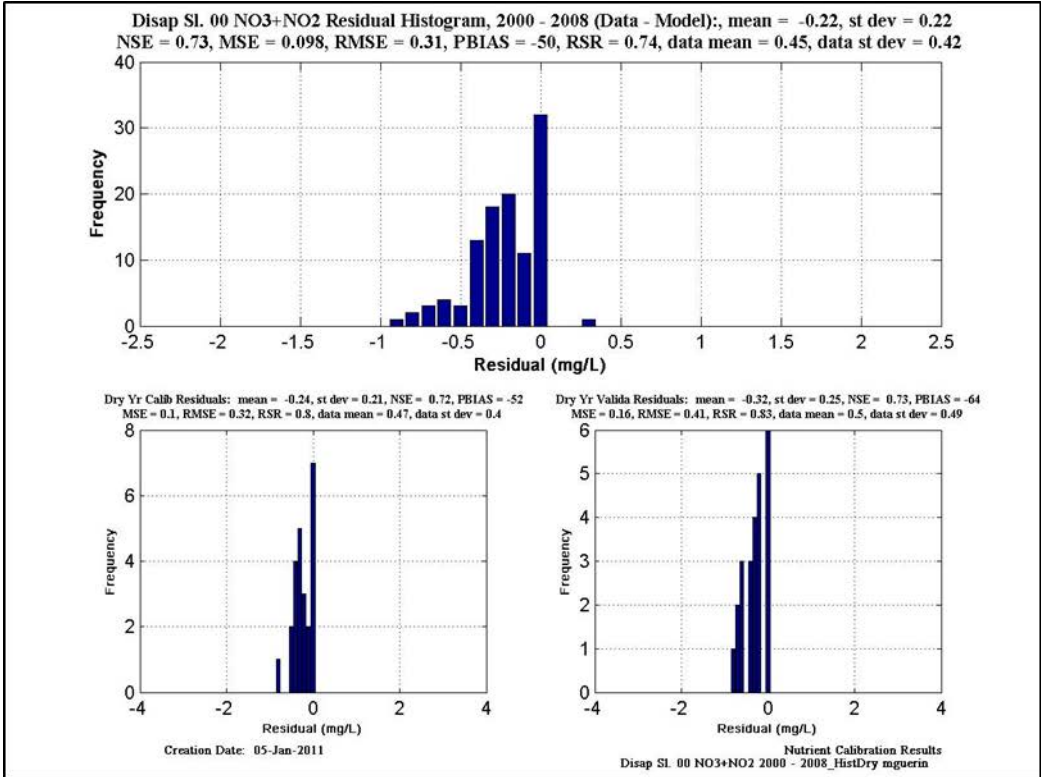 Disap Sl. 00 NO3+NO2 Residual Histogram, 2000 - 2008 (Data - Model):, mean = -0.22, st dev = 0.22
NSE = 0.73, MSE = 0.098, RMSE = 0.31, PBIAS = -50, RSR = 0.74, data mean = 0.45, data st dev = 0.42
40
30
20
10
0
Frequency
-2.5 -2 -1.5 -1 -0.5 0 0.5 1 1.5 2 2.5
Residual (mg/L)
Dry Yr Calib Residuals: mean = -0.24, st dev = 0.21, NSE = 0.72, PBIAS = -52
MSE = 0.1, RMSE = 0.32, RSR = 0.8, data mean = 0.47, data st dev = 0.4
8
6
4
2
0
Frequency
-4 -2 0 2 4
Residual (mg/L)
Dry Yr Valida Residuals: mean = -0.32, st dev = 0.25, NSE = 0.73, PBIAS = -64
MSE = 0.16, RMSE = 0.41, RSR = 0.83, data mean = 0.5, data st dev = 0.49
6
5
4
3
2
1
0
Frequency
-4 -2 0 2 4
Residual (mg/L)
Creation Date: 05-Jan-2011
Nutrient Calibration Results
Disap Sl. 00 NO3+NO2 2000 - 2008_HistDry mguerin